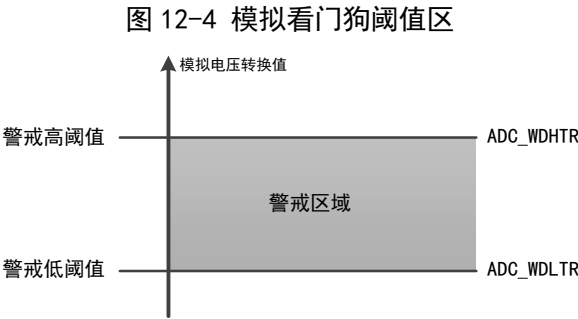 图 12-4 模拟看门狗阈值区
模拟电压转换值
警戒高阈值
ADC_WDHTR
警戒区域
警戒低阈值
ADC_WDLTR